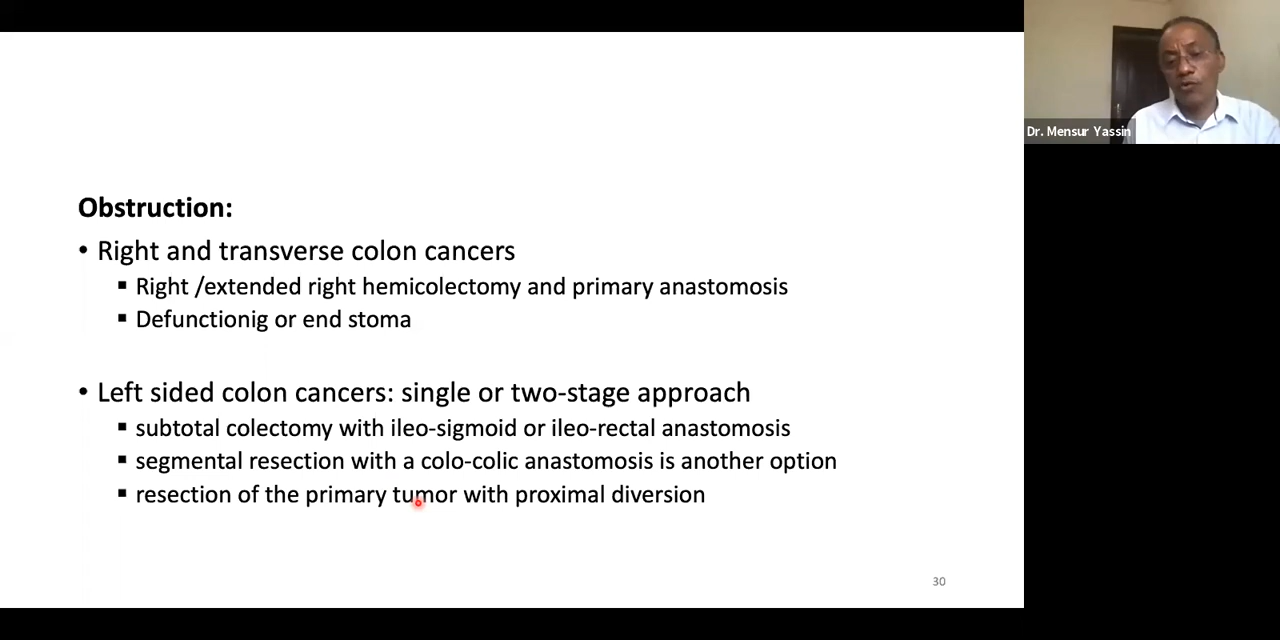 Obstruction:
• Right and transverse colon cancers
▪ Right /extended right hemicolectomy and primary anastomosis
▪ Defunctionig or end stoma
• Left sided colon cancers: single or two-stage approach
▪ subtotal colectomy with ileo-sigmoid or ileo-rectal anastomosis
▪ segmental resection with a colo-colic anastomosis is another option
▪ resection of the primary tumor with proximal diversion
30
Dr. Mensur Yassin